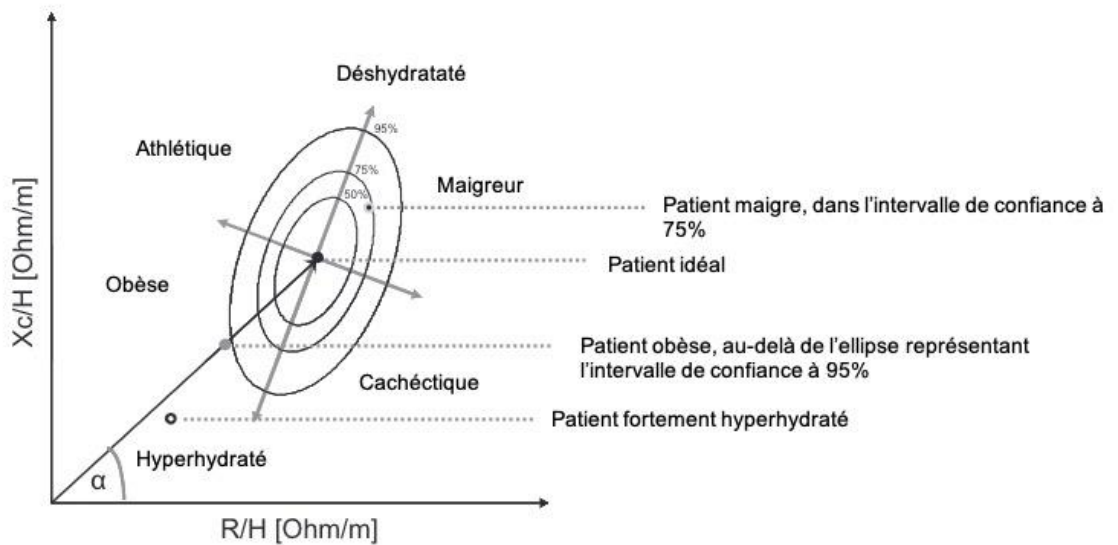 Déshydrataté
95%
Athlétique
75%
Maigreur
50%
Patient maigre, dans l'intervalle de confiance à
75%
Patient idéal
Obèse
Xc/H [Ohm/m]
Patient obèse, au-delà de l'ellipse représentant
l'intervalle de confiance à 95%
Cachéctique
Patient fortement hyperhydraté
Hyperhydraté
α
R/H [Ohm/m]